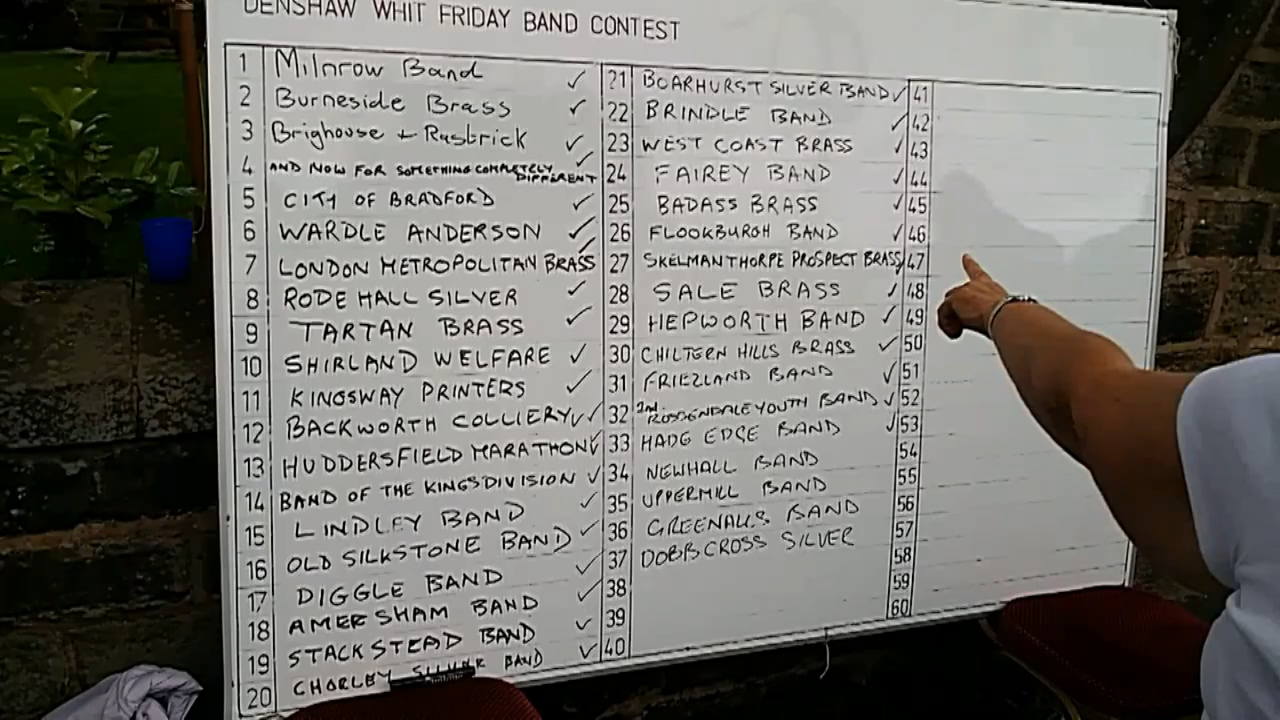 DENSHAW WHIT FRIDAY BAND CONTEST
1 Milnrow Band ✓
2 Burneside Brass ✓
3 Brighouse + Rastrick ✓
4 AND NOW FOR SOMETHING COMPLETELY DIFFERENT ✓
5 CITY OF BRADFORD ✓
6 WARDLE ANDERSON ✓
7 LONDON METROPOLITAN BRASS ✓
8 RODE HALL SILVER ✓
9 TARTAN BRASS ✓
10 SHIRLAND WELFARE ✓
11 KINGSWAY PRINTERS ✓
12 BACKWORTH COLLIERY ✓✓
13 HUDDERSFIELD MARATHON ✓
14 BAND OF THE KINGS DIVISION ✓
15 LINDLEY BAND ✓
16 OLD SILKSTONE BAND ✓
17 DIGGLE BAND ✓
18 AMERSHAM BAND ✓
19 STACKSTEAD BAND ✓
20 CHORLEY SILVER BAND ✓
21 BOARHURST SILVER BAND ✓
22 BRINDLE BAND ✓
23 WEST COAST BRASS ✓
24 FAIREY BAND ✓
25 BADASS BRASS ✓
26 FLOOKBURGH BAND ✓
27 SKELMANTHORPE PROSPECT BRASS ✓
28 SALE BRASS ✓
29 HEPWORTH BAND ✓
30 CHILTERN HILLS BRASS ✓
31 FRIEZLAND BAND ✓
32 2nd ROSSENDALE YOUTH BAND ✓
33 HADE EDGE BAND ✓
34 NEWHALL BAND
35 UPPERMILL BAND
36 GREENALLS BAND
37 DOBBCROSS SILVER
38
39
40
41
42
43
44
45
46
47
48
49
50
51
52
53
54
55
56
57
58
59
60